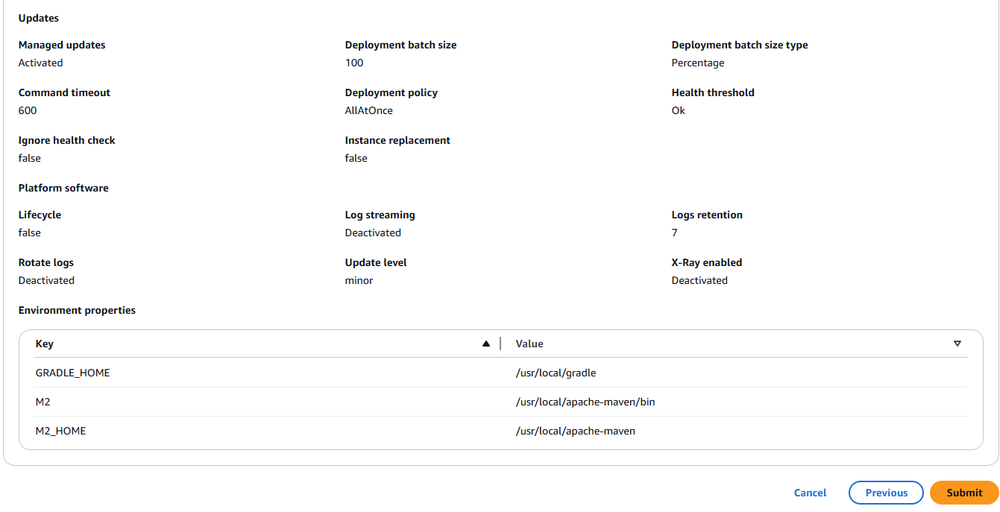 Updates
Managed updates Deployment batch size Deployment batch size type
Activated 100 Percentage
Command timeout Deployment policy Health threshold
600 AllAtOnce Ok
Ignore health check Instance replacement
false false
Platform software
Lifecycle Log streaming Logs retention
false Deactivated 7
Rotate logs Update level X-Ray enabled
Deactivated minor Deactivated
Environment properties
Key Value
GRADLE_HOME /usr/local/gradle
M2 /usr/local/apache-maven/bin
M2_HOME /usr/local/apache-maven
Cancel Previous Submit